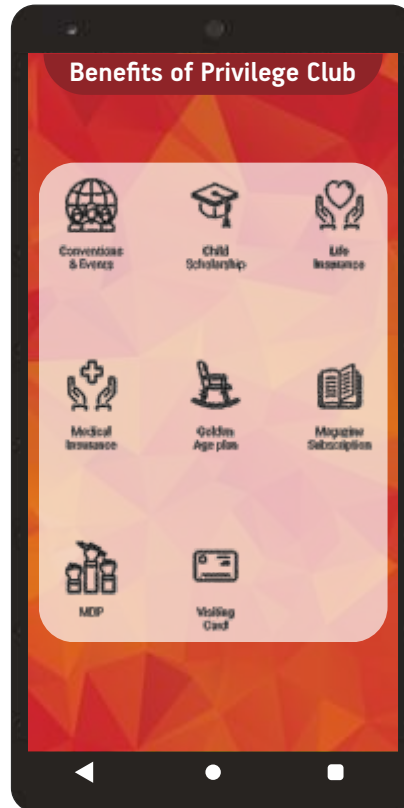 Benefits of Privilege Club
Conventions
& Events
Child
Scholarship
Life
Insurance
Medical
Insurance
Golden
Age plan
Magazine
Subscription
MDP
Visiting
Card